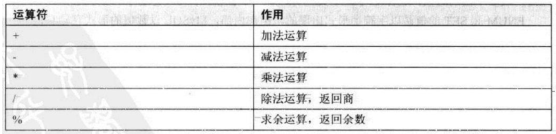 运算符 作用
+ 加法运算
- 减法运算
* 乘法运算
/ 除法运算，返回商
% 求余运算，返回余数